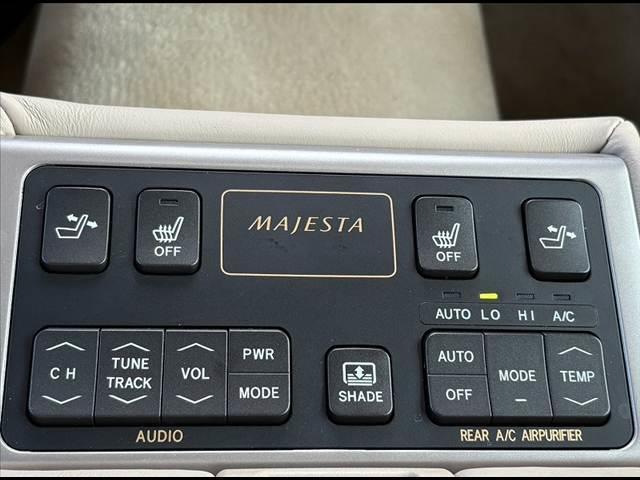 MAJESTA
OFF
OFF
AUTO LO HI A/C
CH
TUNE
TRACK
VOL
PWR
MODE
SHADE
AUTO
OFF
MODE
TEMP
AUDIO
REAR A/C AIRPURIFIER